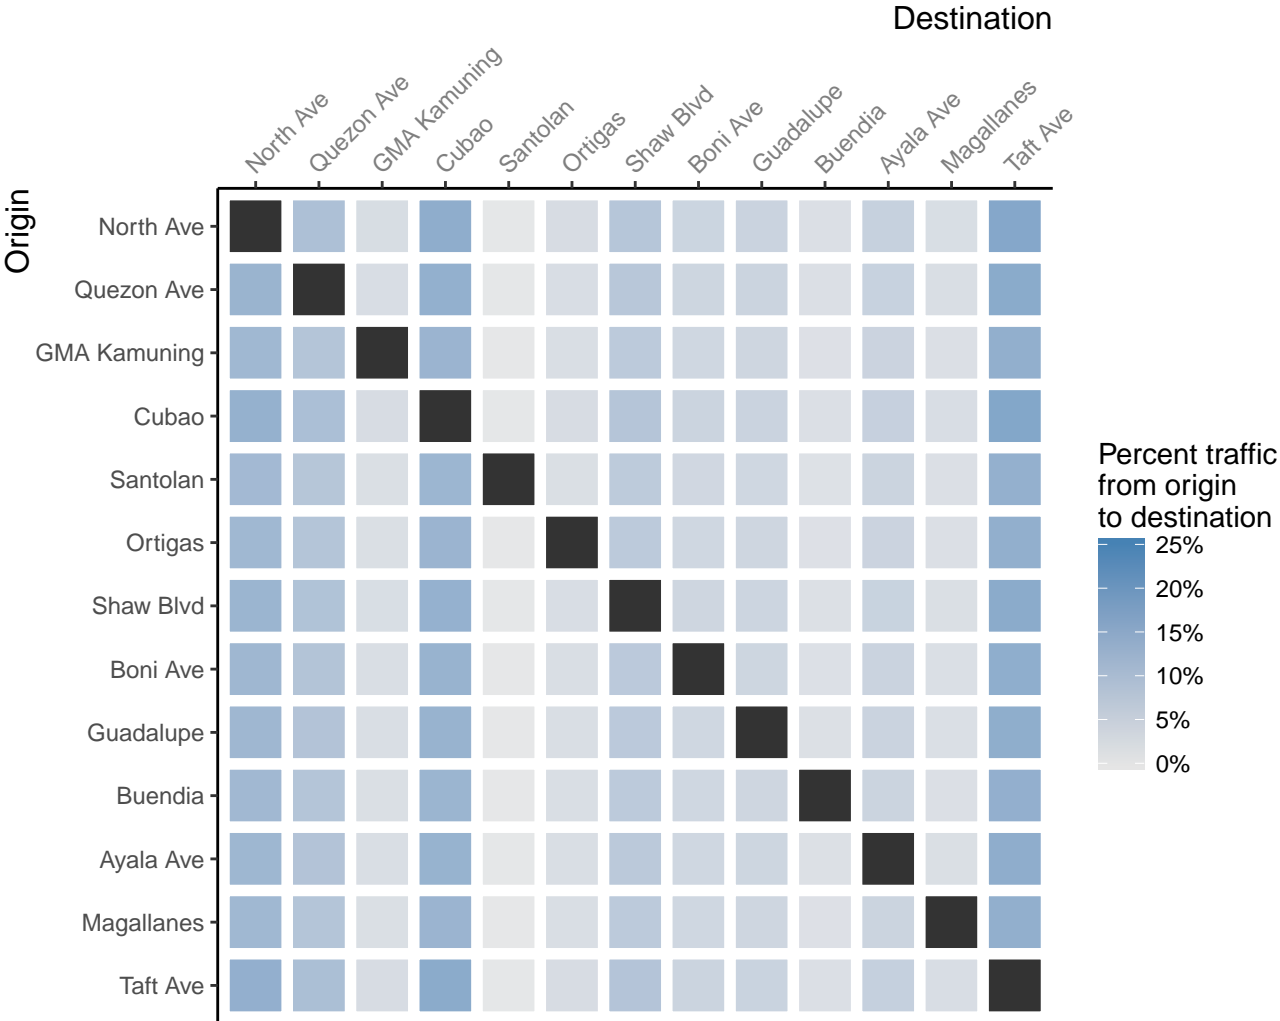 Destination
North Ave
Quezon Ave
GMA Kamuning
Cubao
Santolan
Ortigas
Shaw Blvd
Boni Ave
Guadalupe
Buendia
Ayala Ave
Magallanes
Taft Ave
Origin
North Ave
Quezon Ave
GMA Kamuning
Cubao
Santolan
Ortigas
Shaw Blvd
Boni Ave
Guadalupe
Buendia
Ayala Ave
Magallanes
Taft Ave
Percent traffic
from origin
to destination
25%
20%
15%
10%
5%
0%